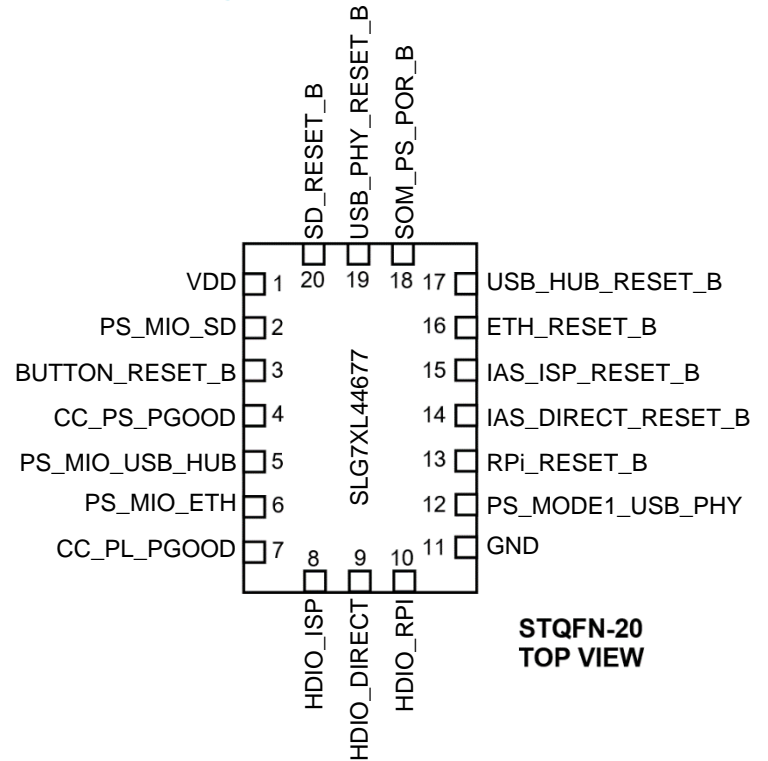 SD_RESET_B
USB_PHY_RESET_B
SOM_PS_POR_B
20 19 18
VDD 1
PS_MIO_SD 2
BUTTON_RESET_B 3
CC_PS_PGOOD 4
PS_MIO_USB_HUB 5
PS_MIO_ETH 6
CC_PL_PGOOD 7
SLG7XL44677
17 USB_HUB_RESET_B
16 ETH_RESET_B
15 IAS_ISP_RESET_B
14 IAS_DIRECT_RESET_B
13 RPi_RESET_B
12 PS_MODE1_USB_PHY
11 GND
8 9 10
HDIO_ISP
HDIO_DIRECT
HDIO_RPI
STQFN-20
TOP VIEW